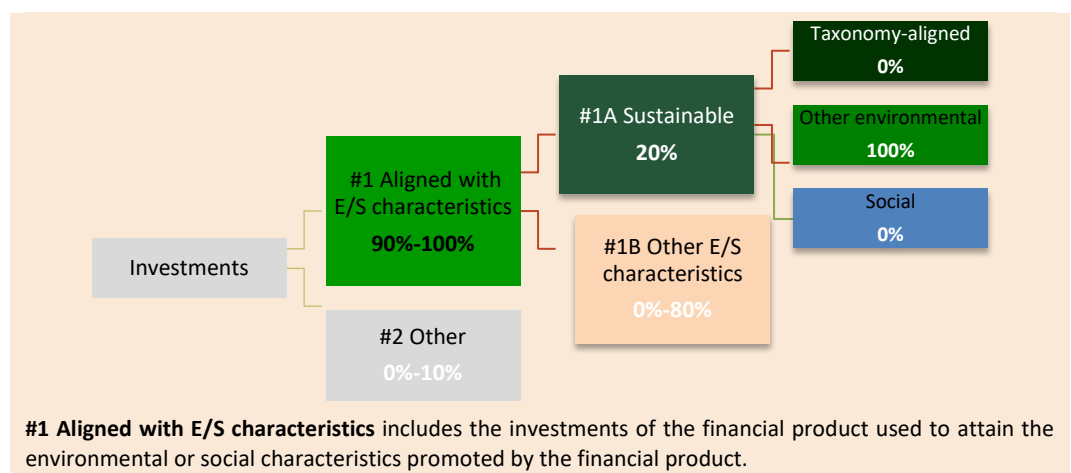 Taxonomy-aligned
0%
#1A Sustainable
20%
Other environmental
100%
#1 Aligned with
E/S characteristics
90%-100%
Social
0%
#1B Other E/S
characteristics
0%-80%
Investments
#2 Other
0%-10%
#1 Aligned with E/S characteristics includes the investments of the financial product used to attain the
environmental or social characteristics promoted by the financial product.